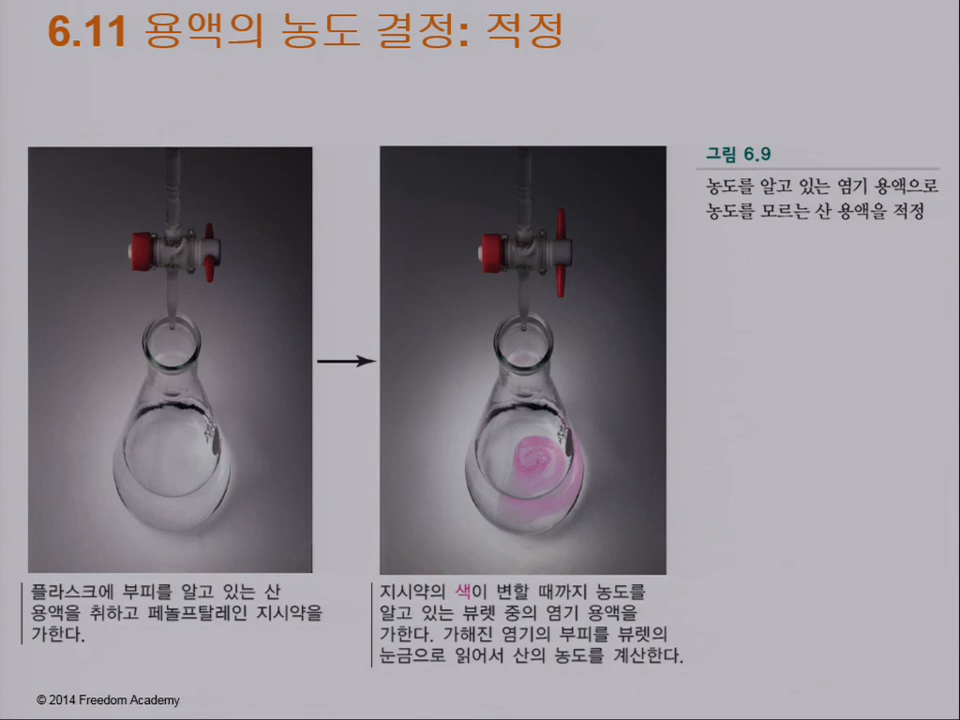 6.11 용액의 농도 결정: 적정
그림 6.9
농도를 알고 있는 염기 용액으로
농도를 모르는 산 용액을 적정
플라스크에 부피를 알고 있는 산
용액을 취하고 페놀프탈레인 지시약을
가한다.
지시약의 색이 변할 때까지 농도를
알고 있는 뷰렛 중의 염기 용액을
가한다. 가해진 염기의 부피를 뷰렛의
눈금으로 읽어서 산의 농도를 계산한다.
© 2014 Freedom Academy